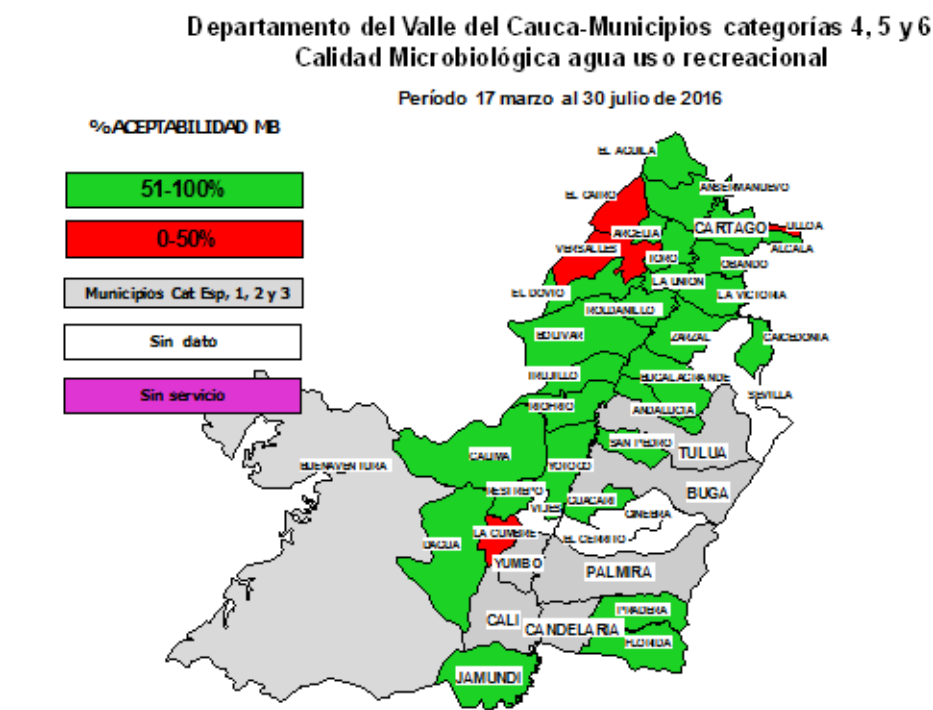 Departamento del Valle del Cauca-Municipios categorías 4, 5 y 6
Calidad Microbiológica agua uso recreacional
Período 17 marzo al 30 julio de 2016
% ACEPTABILIDAD MB
51-100%
0-50%
Municipios Cat Esp, 1, 2 y 3
Sin dato
Sin servicio
EL AGUILA
ANSERMANUEVO
EL CAIRO
ARGELIA
CARTAGO
ULLOA
VERSALLES
TORO
ALCALA
OBANDO
LA UNION
EL DOVIO
LA VICTORIA
ROLDANILLO
BOLIVAR
ZARZAL
CAICEDONIA
TRUJILLO
BUGALAGRANDE
SEVILLA
RIOFRIO
ANDALUCIA
SAN PEDRO
TULUA
CALIMA
BUENAVENTURA
YOTOCO
RESTREPO
GUACARI
BUGA
VIJES
GINEBRA
LA CUMBRE
DAGUA
EL CERRITO
YUMBO
PALMIRA
PRADERA
CALI
CANDELARIA
FLORIDA
JAMUNDI